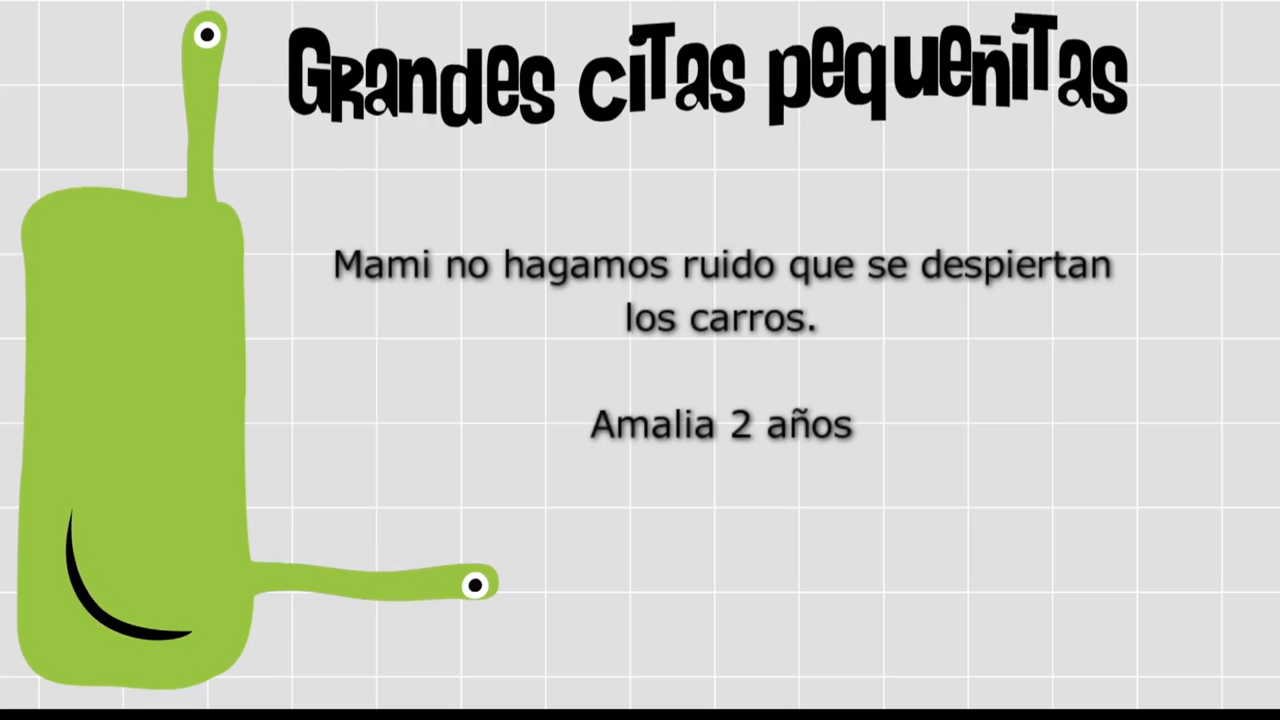 Grandes citas pequeñitas
Mami no hagamos ruido que se despiertan
los carros.
Amalia 2 años